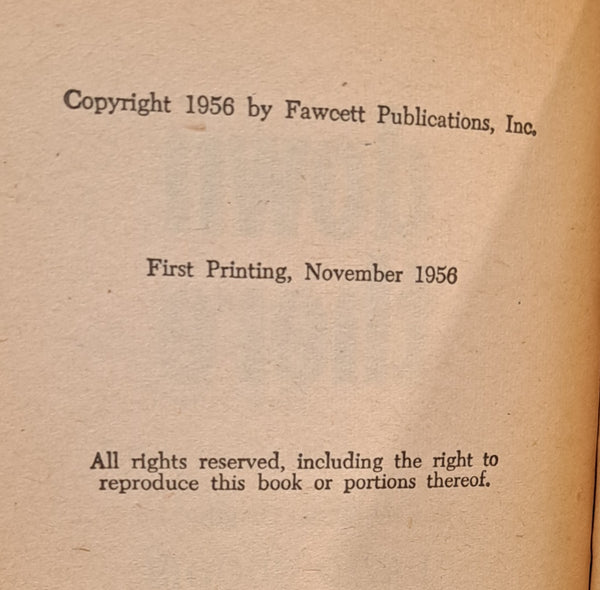 Copyright 1956 by Fawcett Publications, Inc.
First Printing, November 1956
All rights reserved, including the right to
reproduce this book or portions thereof.